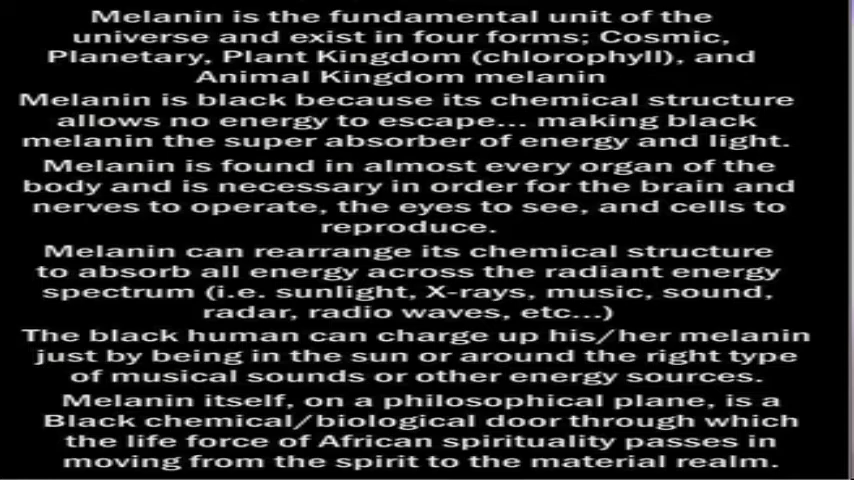 Melanin is the fundamental unit of the
universe and exist in four forms; Cosmic,
Planetary, Plant Kingdom (chlorophyll), and
Animal Kingdom melanin
Melanin is black because its chemical structure
allows no energy to escape... making black
melanin the super absorber of energy and light.
Melanin is found in almost every organ of the
body and is necessary in order for the brain and
nerves to operate, the eyes to see, and cells to
reproduce.
Melanin can rearrange its chemical structure
to absorb all energy across the radiant energy
spectrum (i.e. sunlight, X-rays, music, sound,
radar, radio waves, etc...)
The black human can charge up his/her melanin
just by being in the sun or around the right type
of musical sounds or other energy sources.
Melanin itself, on a philosophical plane, is a
Black chemical/biological door through which
the life force of African spirituality passes in
moving from the spirit to the material realm.